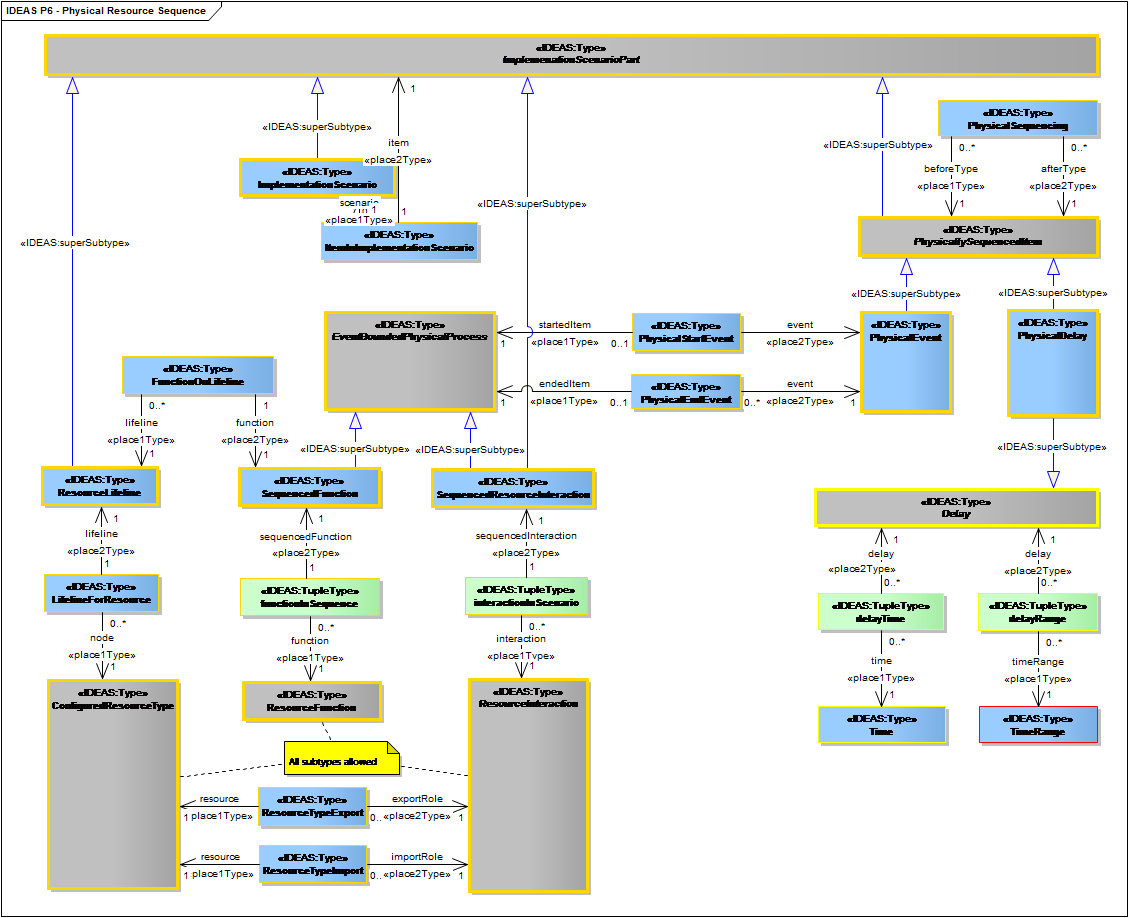 IDEAS P6 - Physical Resource Sequence
«IDEAS:Type»
ImplemenationScenarioPart
1
«IDEAS:superSubtype»
item
«place2Type»
«IDEAS:Type»
ImplementationScenario
scenario
1
«place1Type»
1
«IDEAS:Type»
ItemInImplementationScenario
«IDEAS:superSubtype»
«IDEAS:superSubtype»
«IDEAS:superSubtype»
«IDEAS:Type»
PhysicalSequencing
0..*
0..*
beforeType
«place1Type»
1
afterType
«place2Type»
1
«IDEAS:Type»
PhysicallySequencedItem
«IDEAS:superSubtype»
«IDEAS:superSubtype»
«IDEAS:Type»
EventBoundedPhysicalProcess
startedItem
«place1Type»
1
0..1
«IDEAS:Type»
PhysicalStartEvent
event
«place2Type»
«IDEAS:Type»
PhysicalEvent
«IDEAS:Type»
PhysicalDelay
endedItem
«place1Type»
1
0..1
«IDEAS:Type»
PhysicalEndEvent
0..*
event
«place2Type»
1
«IDEAS:Type»
FunctionOnLifeline
0..*
1
lifeline
«place1Type»
1
function
«place2Type»
1
«IDEAS:superSubtype»
«IDEAS:superSubtype»
«IDEAS:superSubtype»
«IDEAS:Type»
ResourceLifeline
«IDEAS:Type»
SequencedFunction
«IDEAS:Type»
SequencedResourceInteraction
«IDEAS:Type»
Delay
1
lifeline
«place2Type»
1
1
sequencedFunction
«place2Type»
1
1
sequencedInteraction
«place2Type»
1
1
delay
«place2Type»
0..*
1
delay
«place2Type»
0..*
«IDEAS:Type»
LifelineForResource
«IDEAS:TupleType»
functionInSequence
«IDEAS:TupleType»
interactionInScenario
«IDEAS:TupleType»
delayTime
«IDEAS:TupleType»
delayRange
0..*
node
«place1Type»
1
0..*
function
«place1Type»
1
0..*
interaction
«place1Type»
1
0..*
time
«place1Type»
1
0..*
timeRange
«place1Type»
1
«IDEAS:Type»
ConfiguredResourceType
«IDEAS:Type»
ResourceFunction
«IDEAS:Type»
ResourceInteraction
«IDEAS:Type»
Time
«IDEAS:Type»
TimeRange
All subtypes allowed
resource
1 place1Type»
«IDEAS:Type»
ResourceTypeExport
exportRole
0.. «place2Type»
1
resource
1 place1Type»
«IDEAS:Type»
ResourceTypeImport
importRole
0.. «place2Type»
1